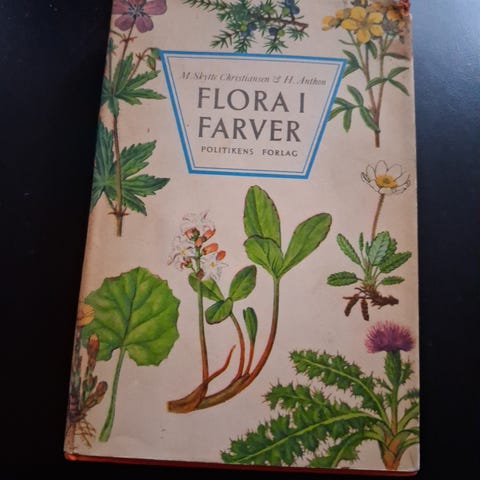 M. Skytte Christiansen & H. Anthon
FLORA I
FARVER
POLITIKENS FORLAG